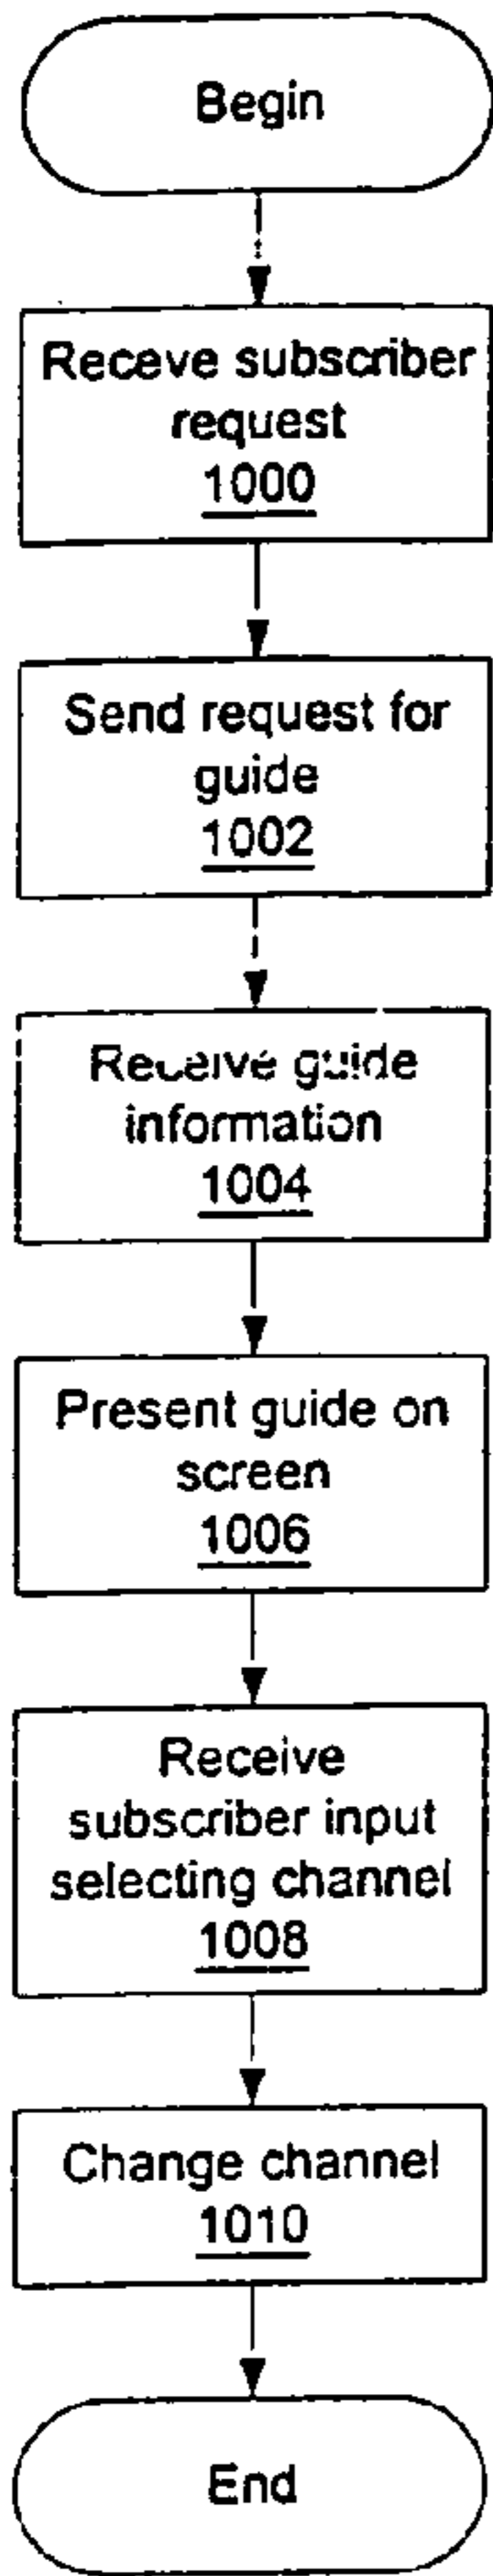 Begin
Receve subscriber
request
1000
Send request for
guide
1002
Receive guide
information
1004
Present guide on
screen
1006
Receive
subscriber input
selecting channel
1008
Change channel
1010
End